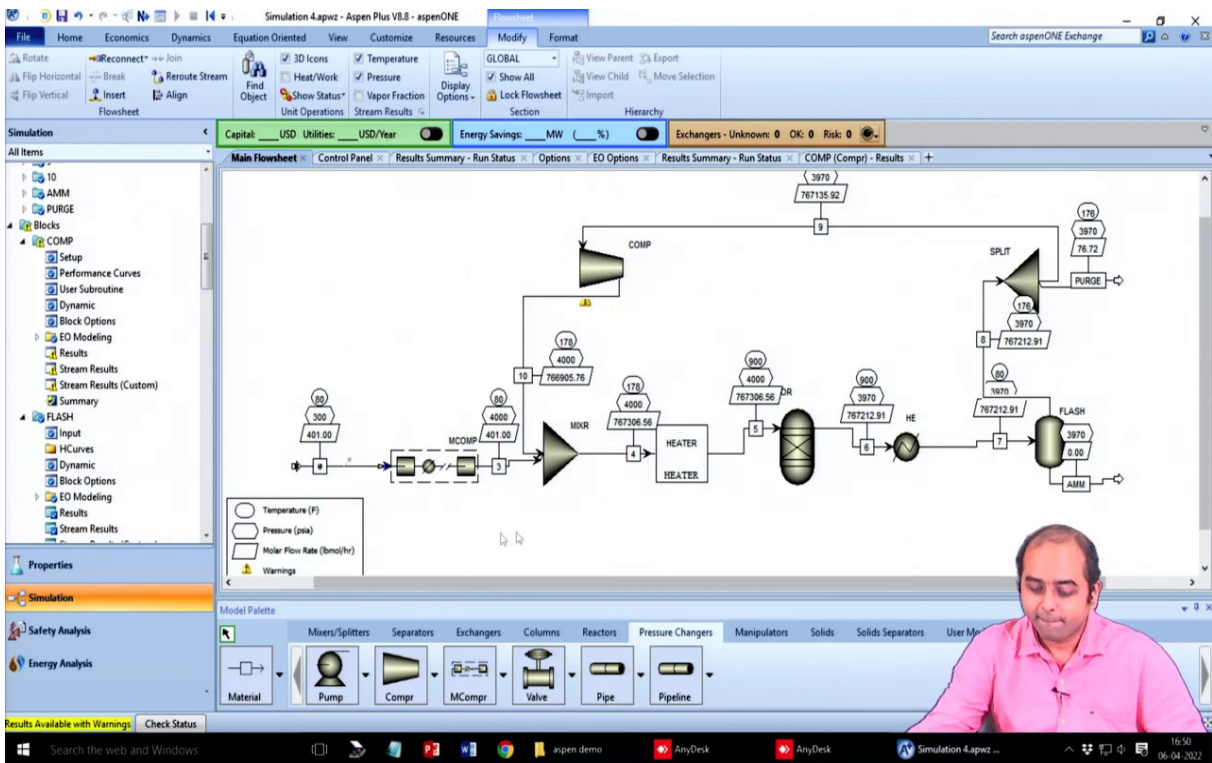 Simulation 4.apwz - Aspen Plus V8.8 - aspenONE
Flowsheet
File Home Economics Dynamics Equation Oriented View Customize Resources Modify Format
Search aspenONE Exchange
Rotate Reconnect Join
Flip Horizontal Break Reroute Stream
Flip Vertical Insert Align
Flowsheet
Find Object
3D Icons
Heat/Work
Show Status
Unit Operations
Temperature
Pressure
Vapor Fraction
Stream Results
Display Options
GLOBAL
Show All
Lock Flowsheet
Section
View Parent Export
View Child Move Selection
Import
Hierarchy
Simulation
Capital: ____USD Utilities: ____USD/Year
Energy Savings: ____MW (____%)
Exchangers - Unknown: 0 OK: 0 Risk: 0
All Items
Main Flowsheet Control Panel Results Summary - Run Status Options EO Options Results Summary - Run Status COMP (Compr) - Results +
10
AMM
PURGE
Blocks
COMP
Setup
Performance Curves
User Subroutine
Dynamic
Block Options
EO Modeling
Results
Stream Results
Stream Results (Custom)
Summary
FLASH
Input
HCurves
Dynamic
Block Options
EO Modeling
Results
Stream Results
3970
767135.92
9
COMP
SPLIT
176
3970
76.72
PURGE
176
3970
767212.91
8
178
4000
766905.76
10
80
3970
767212.91
7
900
4000
767306.56
5
DR
900
3970
767212.91
6
HE
178
4000
767306.56
4
80
300
401.00
80
4000
401.00
3
MCOMP
MIXR
HEATER
HEATER
FLASH
3970
0.00
AMM
Temperature (F)
Pressure (psia)
Molar Flow Rate (lbmol/hr)
Warnings
Properties
Simulation
Safety Analysis
Energy Analysis
Model Palette
Mixers/Splitters Separators Exchangers Columns Reactors Pressure Changers Manipulators Solids Solids Separators
Material Pump Compr MCompr Valve Pipe Pipeline
Results Available with Warnings Check Status
Search the web and Windows
aspen demo
AnyDesk
AnyDesk
Simulation 4.apwz ...
16:50
06-04-2022